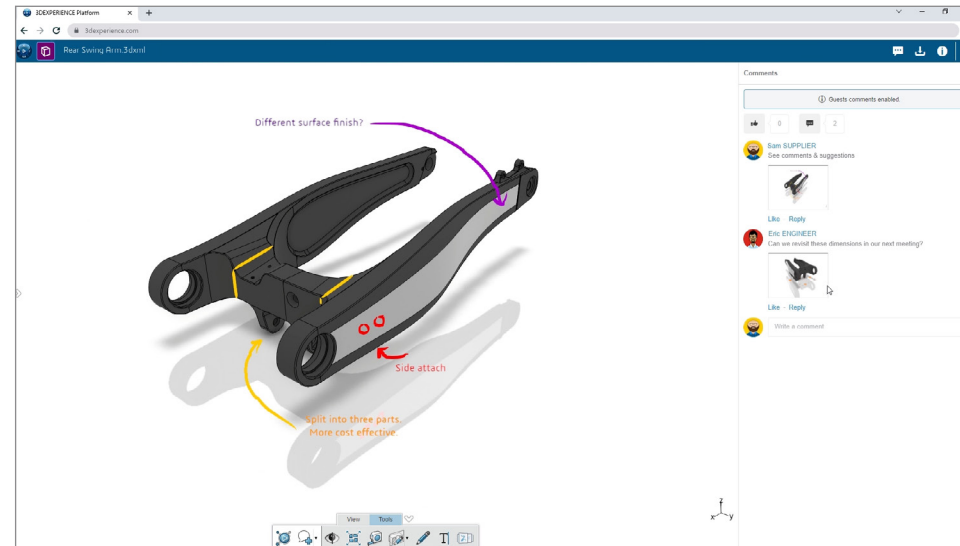 3DEXPERIENCE Platform
3dexperience.com
Rear Swing Arm.3dxml
Comments
Guests comments enabled.
0
2
Sam SUPPLIER
See comments & suggestions
Like - Reply
Eric ENGINEER
Can we revisit these dimensions in our next meeting?
Like - Reply
Write a comment
Different surface finish?
Side attach
Split into three parts.
More cost effective.
z
x
y
View
Tools